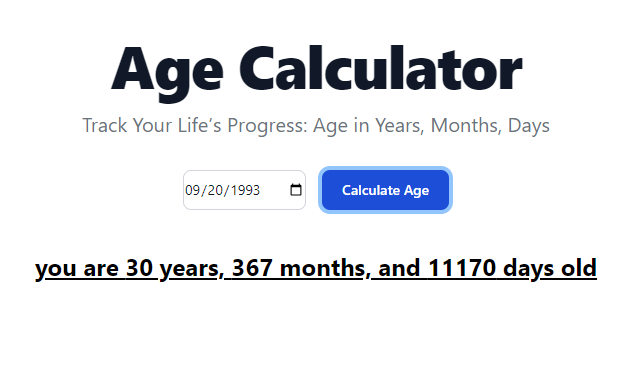 Age Calculator
Track Your Life’s Progress: Age in Years, Months, Days
09/20/1993 Calculate Age
you are 30 years, 367 months, and 11170 days old